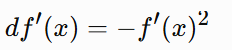 df′(x) = −f′(x)²